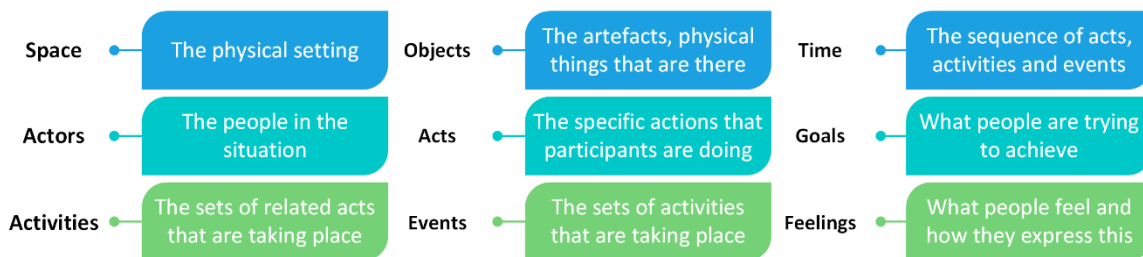 Space
The physical setting
Objects
The artefacts, physical
things that are there
Time
The sequence of acts,
activities and events
Actors
The people in the
situation
Acts
The specific actions that
participants are doing
Goals
What people are trying
to achieve
Activities
The sets of related acts
that are taking place
Events
The sets of activities
that are taking place
Feelings
What people feel and
how they express this